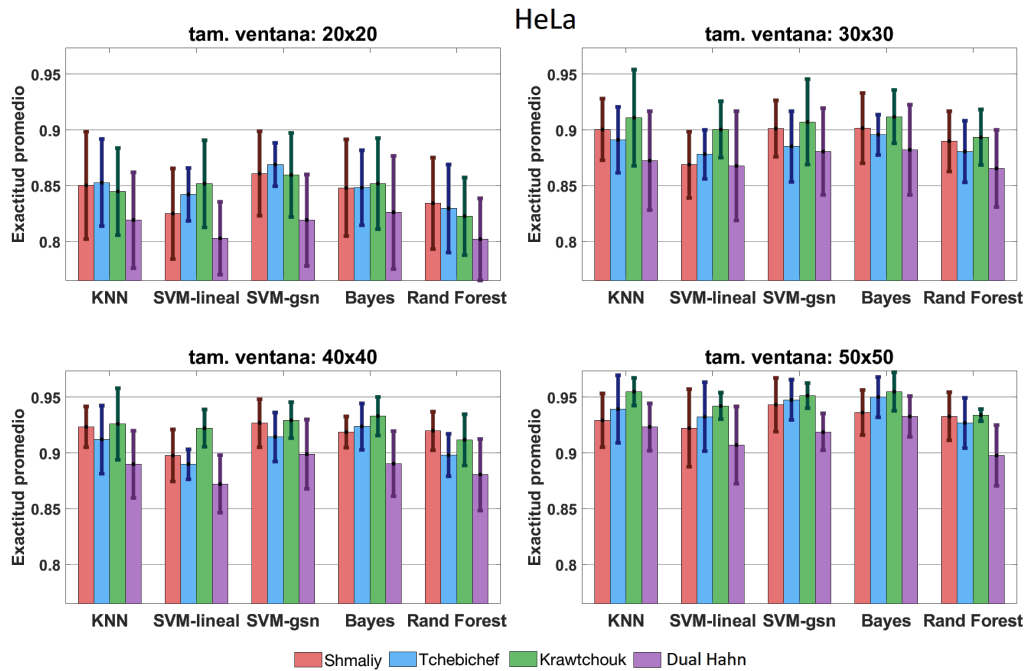 HeLa
tam. ventana: 20x20
Exactitud promedio
0.95
0.9
0.85
0.8
KNN SVM-lineal SVM-gsn Bayes Rand Forest
tam. ventana: 30x30
Exactitud promedio
0.95
0.9
0.85
0.8
KNN SVM-lineal SVM-gsn Bayes Rand Forest
tam. ventana: 40x40
Exactitud promedio
0.95
0.9
0.85
0.8
KNN SVM-lineal SVM-gsn Bayes Rand Forest
tam. ventana: 50x50
Exactitud promedio
0.95
0.9
0.85
0.8
KNN SVM-lineal SVM-gsn Bayes Rand Forest
Shmaliy Tchebichef Krawtchouk Dual Hahn